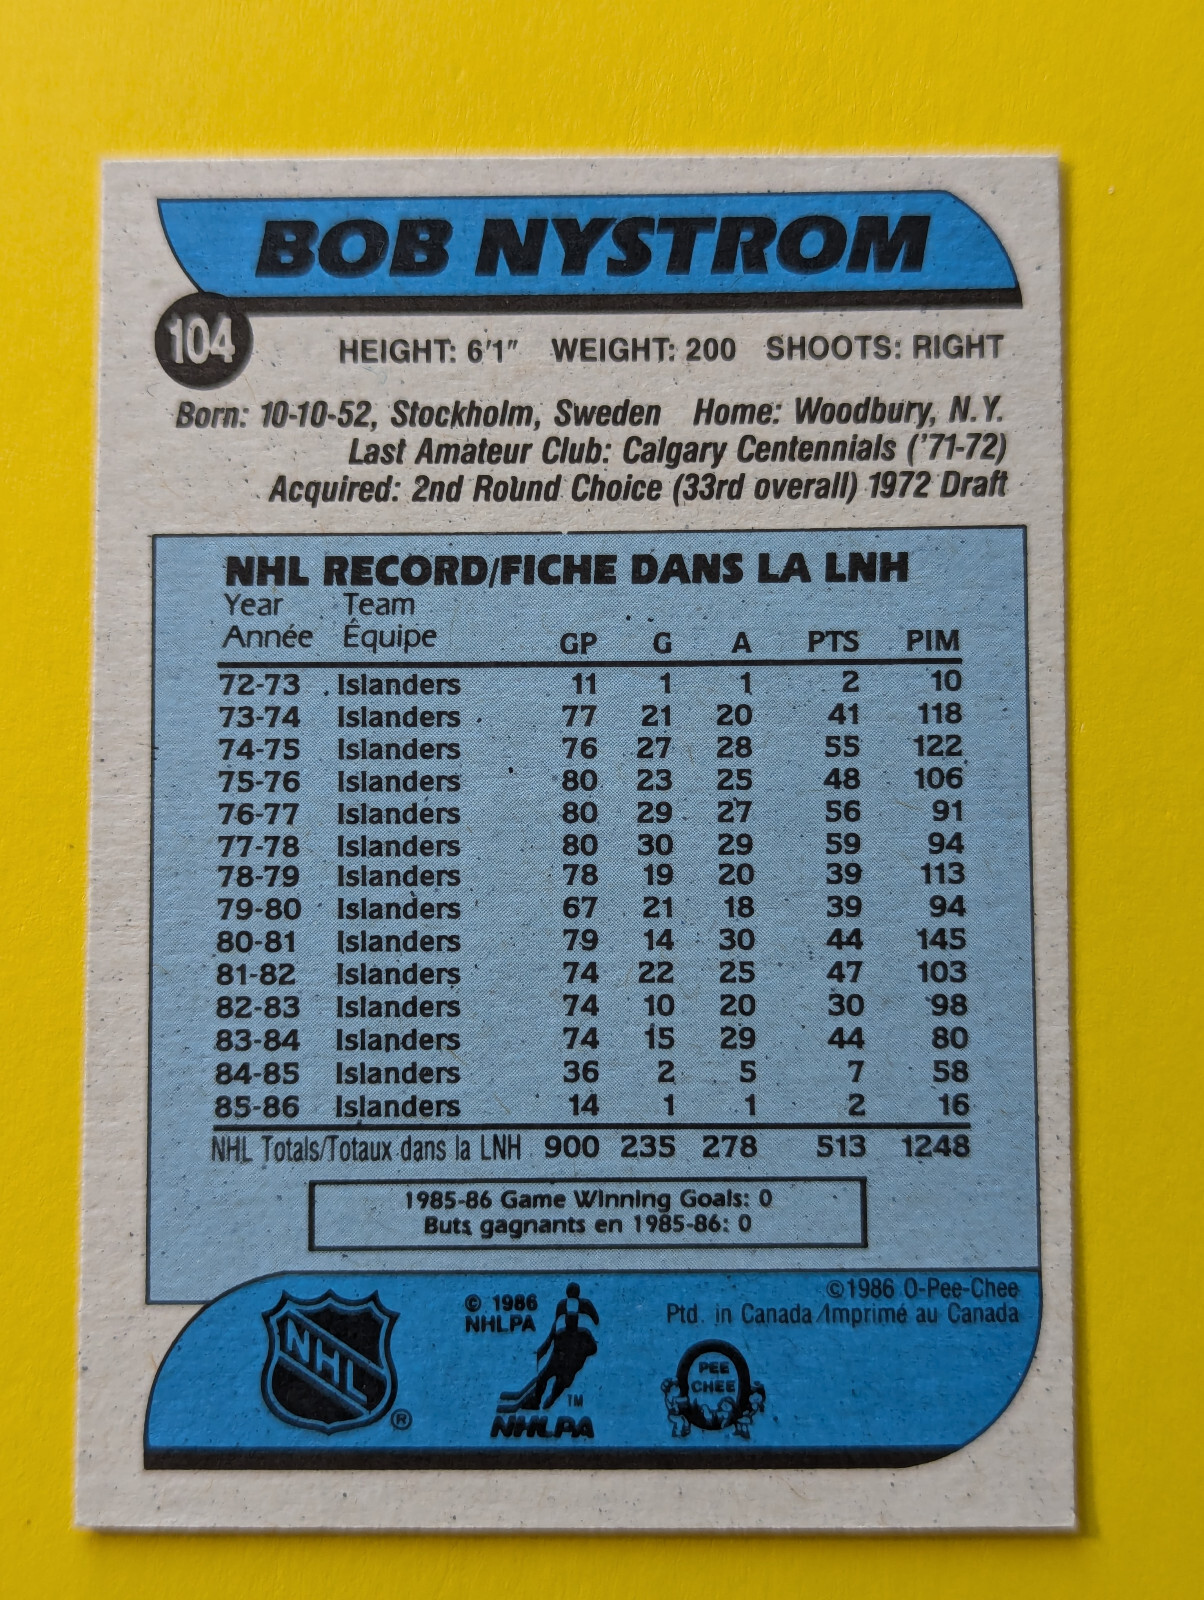 BOB NYSTROM
104
HEIGHT: 6'1" WEIGHT: 200 SHOOTS: RIGHT
Born: 10-10-52, Stockholm, Sweden Home: Woodbury, N.Y.
Last Amateur Club: Calgary Centennials ('71-72)
Acquired: 2nd Round Choice (33rd overall) 1972 Draft
NHL RECORD/FICHE DANS LA LNH
Year Team
Année Équipe GP G A PTS PIM
72-73 Islanders 11 1 1 2 10
73-74 Islanders 77 21 20 41 118
74-75 Islanders 76 27 28 55 122
75-76 Islanders 80 23 25 48 106
76-77 Islanders 80 29 27 56 91
77-78 Islanders 80 30 29 59 94
78-79 Islanders 78 19 20 39 113
79-80 Islanders 67 21 18 39 94
80-81 Islanders 79 14 30 44 145
81-82 Islanders 74 22 25 47 103
82-83 Islanders 74 10 20 30 98
83-84 Islanders 74 15 29 44 80
84-85 Islanders 36 2 5 7 58
85-86 Islanders 14 1 1 2 16
NHL Totals/Totaux dans la LNH 900 235 278 513 1248
1985-86 Game Winning Goals: 0
Buts gagnants en 1985-86: 0
©1986 O-Pee-Chee
Ptd. in Canada/Imprimé au Canada
© 1986
NHLPA
NHL
®
TM
NHLPA
PEE
CHEE